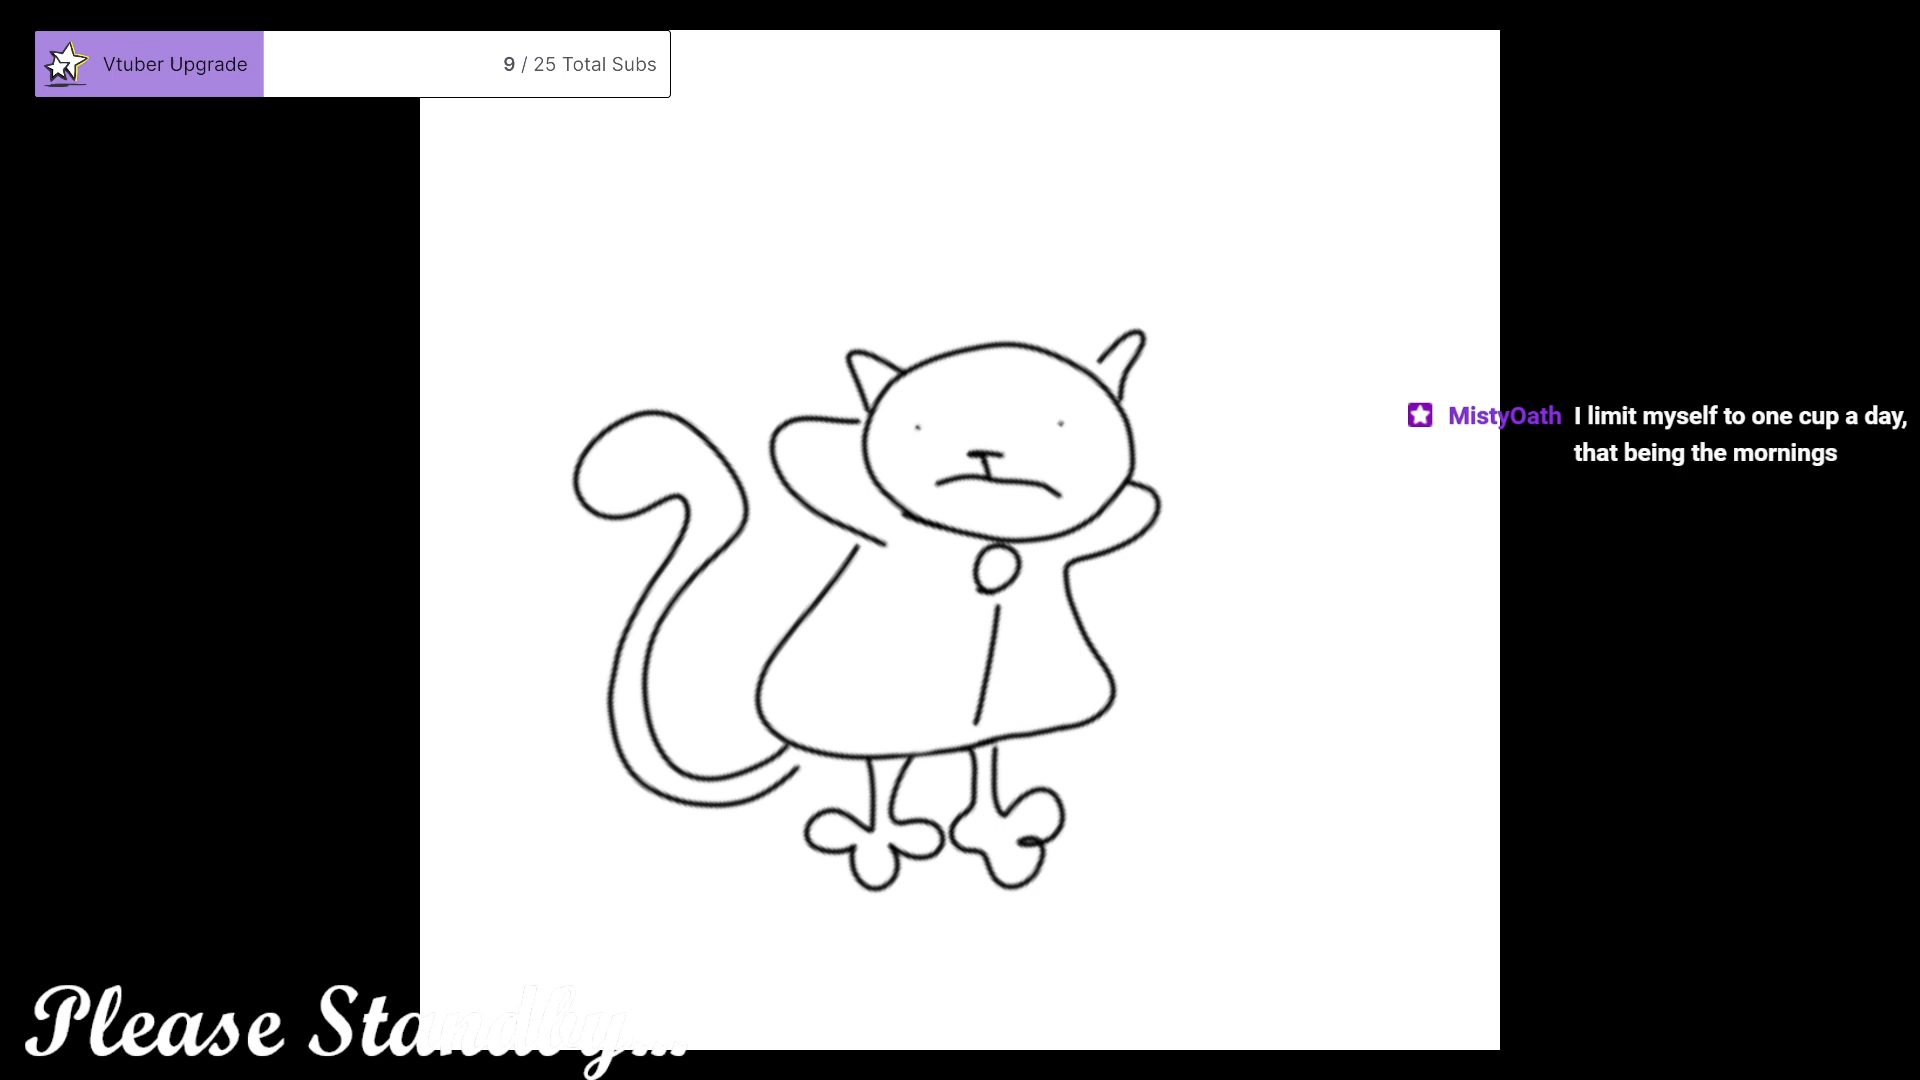 Vtuber Upgrade
9 / 25 Total Subs
MistyOath I limit myself to one cup a day,
that being the mornings
Please Standby...